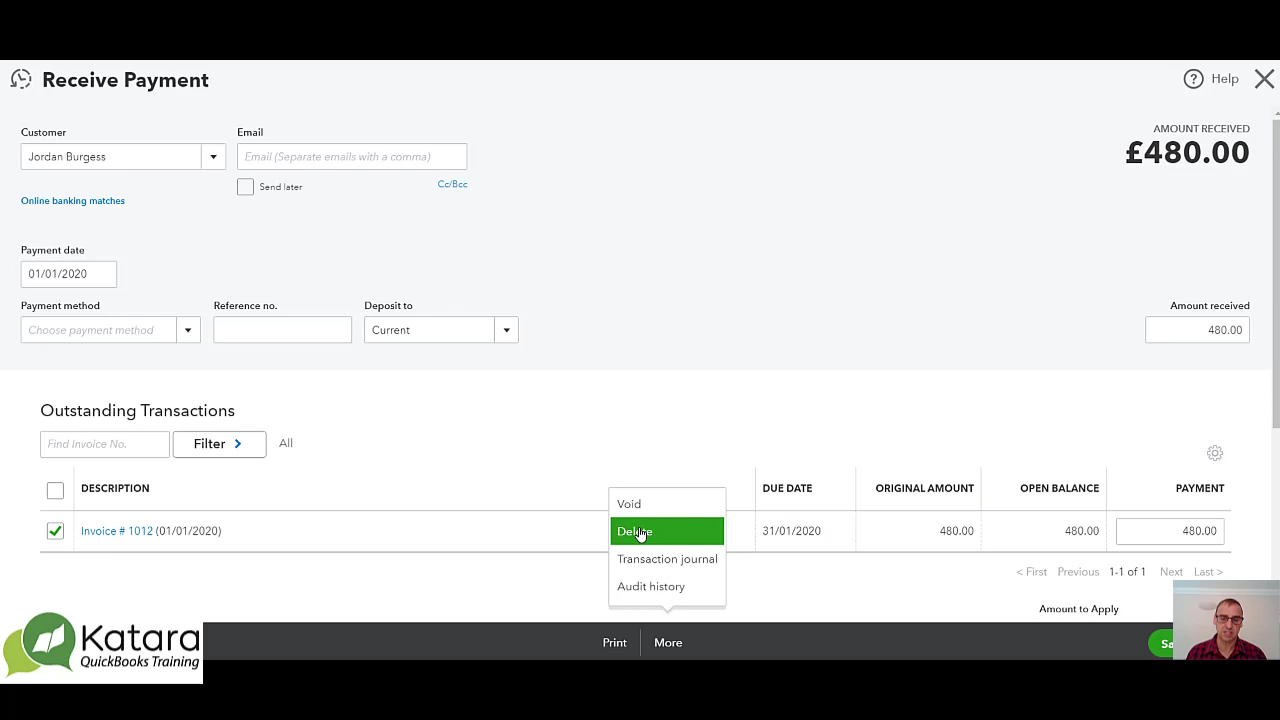 Receive Payment
Help
Customer
Email
AMOUNT RECEIVED
£480.00
Jordan Burgess
Email (Separate emails with a comma)
Send later
Cc/Bcc
Online banking matches
Payment date
01/01/2020
Payment method
Reference no.
Deposit to
Amount received
Choose payment method
Current
480.00
Outstanding Transactions
Find Invoice No.
Filter >
All
DESCRIPTION
DUE DATE
ORIGINAL AMOUNT
OPEN BALANCE
PAYMENT
Invoice # 1012 (01/01/2020)
31/01/2020
480.00
480.00
480.00
Void
Delete
Transaction journal
Audit history
< First
Previous
1-1 of 1
Next
Last >
Amount to Apply
Print
More
Katara
QuickBooks Training